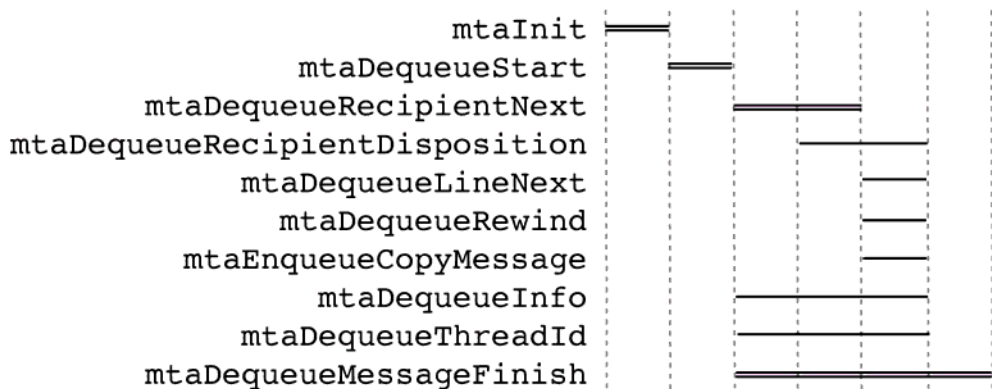 mtaInit
mtaDequeueStart
mtaDequeueRecipientNext
mtaDequeueRecipientDisposition
mtaDequeueLineNext
mtaDequeueRewind
mtaEnqueueCopyMessage
mtaDequeueInfo
mtaDequeueThreadId
mtaDequeueMessageFinish